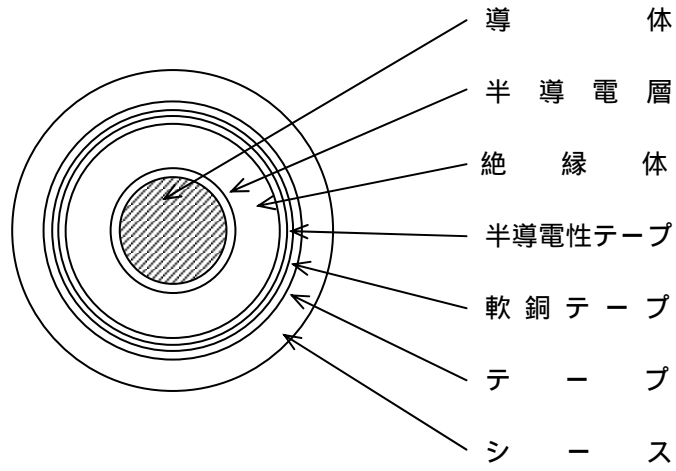 導体
半導電層
絶縁体
半導電性テープ
軟銅テープ
テープ
シース